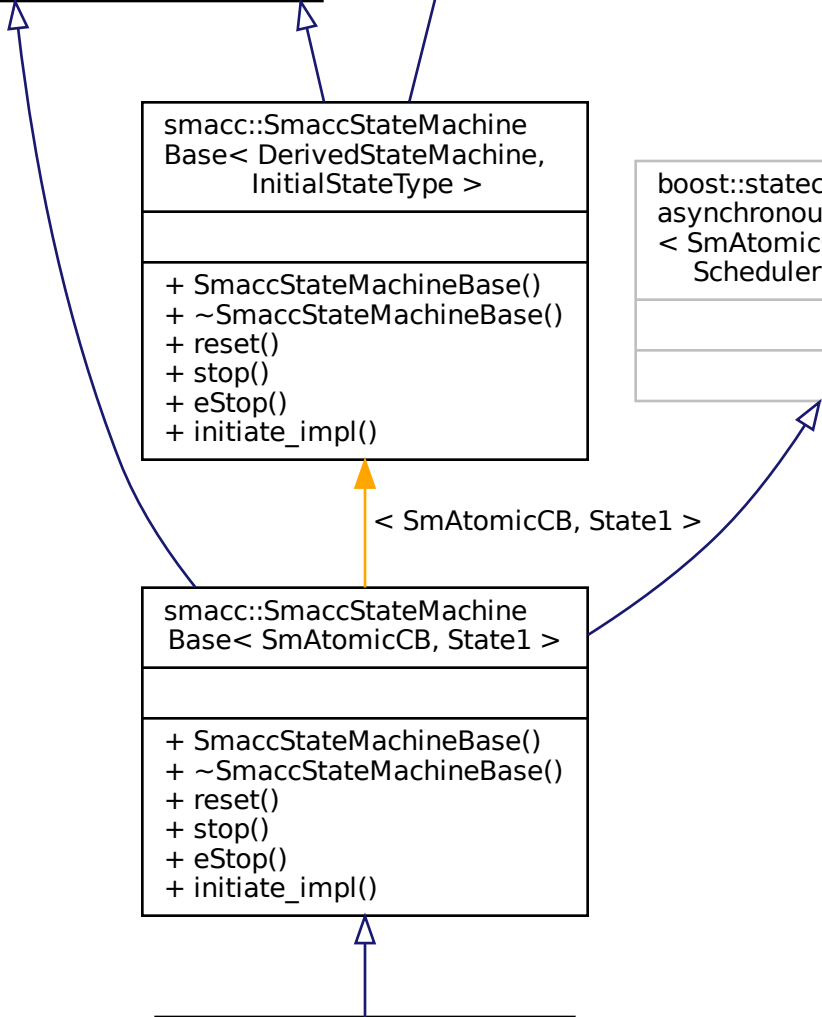 smacc::SmaccStateMachine
Base< DerivedStateMachine,
InitialStateType >
+ SmaccStateMachineBase()
+ ~SmaccStateMachineBase()
+ reset()
+ stop()
+ eStop()
+ initiate_impl()
boost::statec
asynchronou
< SmAtomic
Scheduler
< SmAtomicCB, State1 >
smacc::SmaccStateMachine
Base< SmAtomicCB, State1 >
+ SmaccStateMachineBase()
+ ~SmaccStateMachineBase()
+ reset()
+ stop()
+ eStop()
+ initiate_impl()